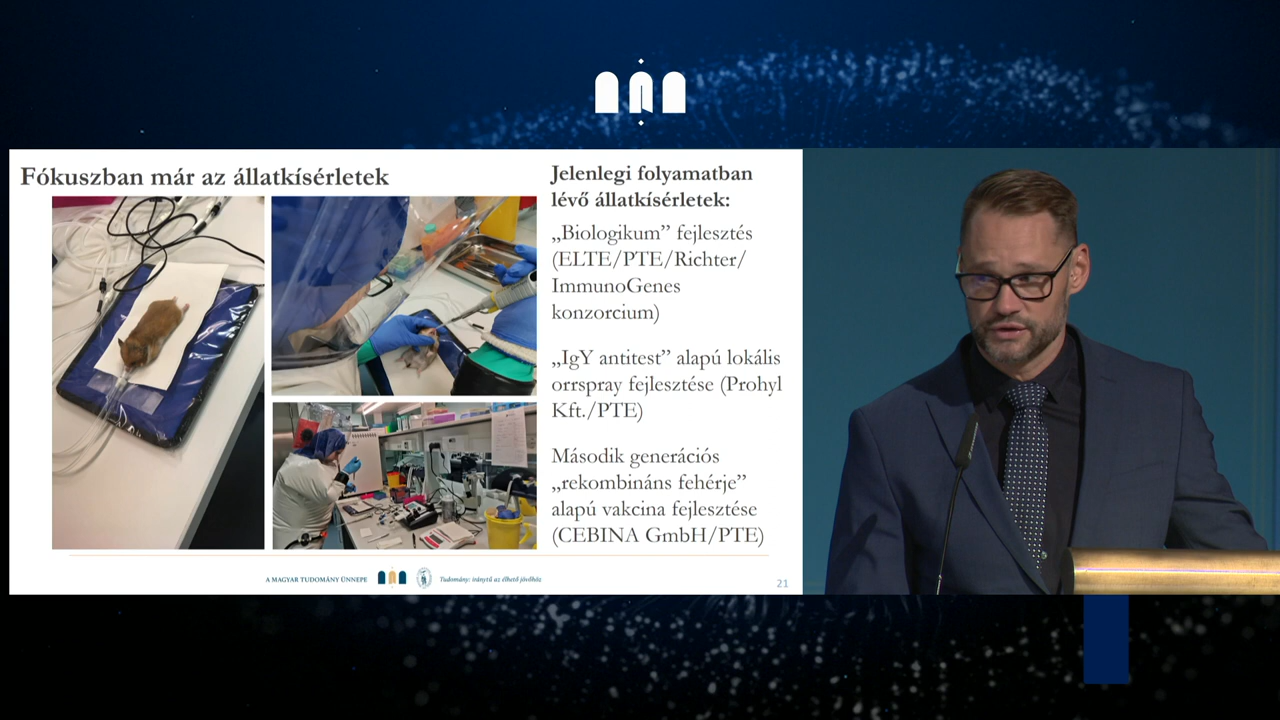 Fókuszban már az állatkísérletek
Jelenlegi folyamatban
lévő állatkísérletek:
„Biologikum” fejlesztés
(ELTE/PTE/Richter/
ImmunoGenes
konzorcium)
„IgY antitest” alapú lokális
orrspray fejlesztése (Prohyl
Kft./PTE)
Második generációs
„rekombináns fehérje”
alapú vakcina fejlesztése
(CEBINA GmbH/PTE)
A MAGYAR TUDOMÁNY ÜNNEPE
Tudomány: iránytű az élhető jövőhöz
21